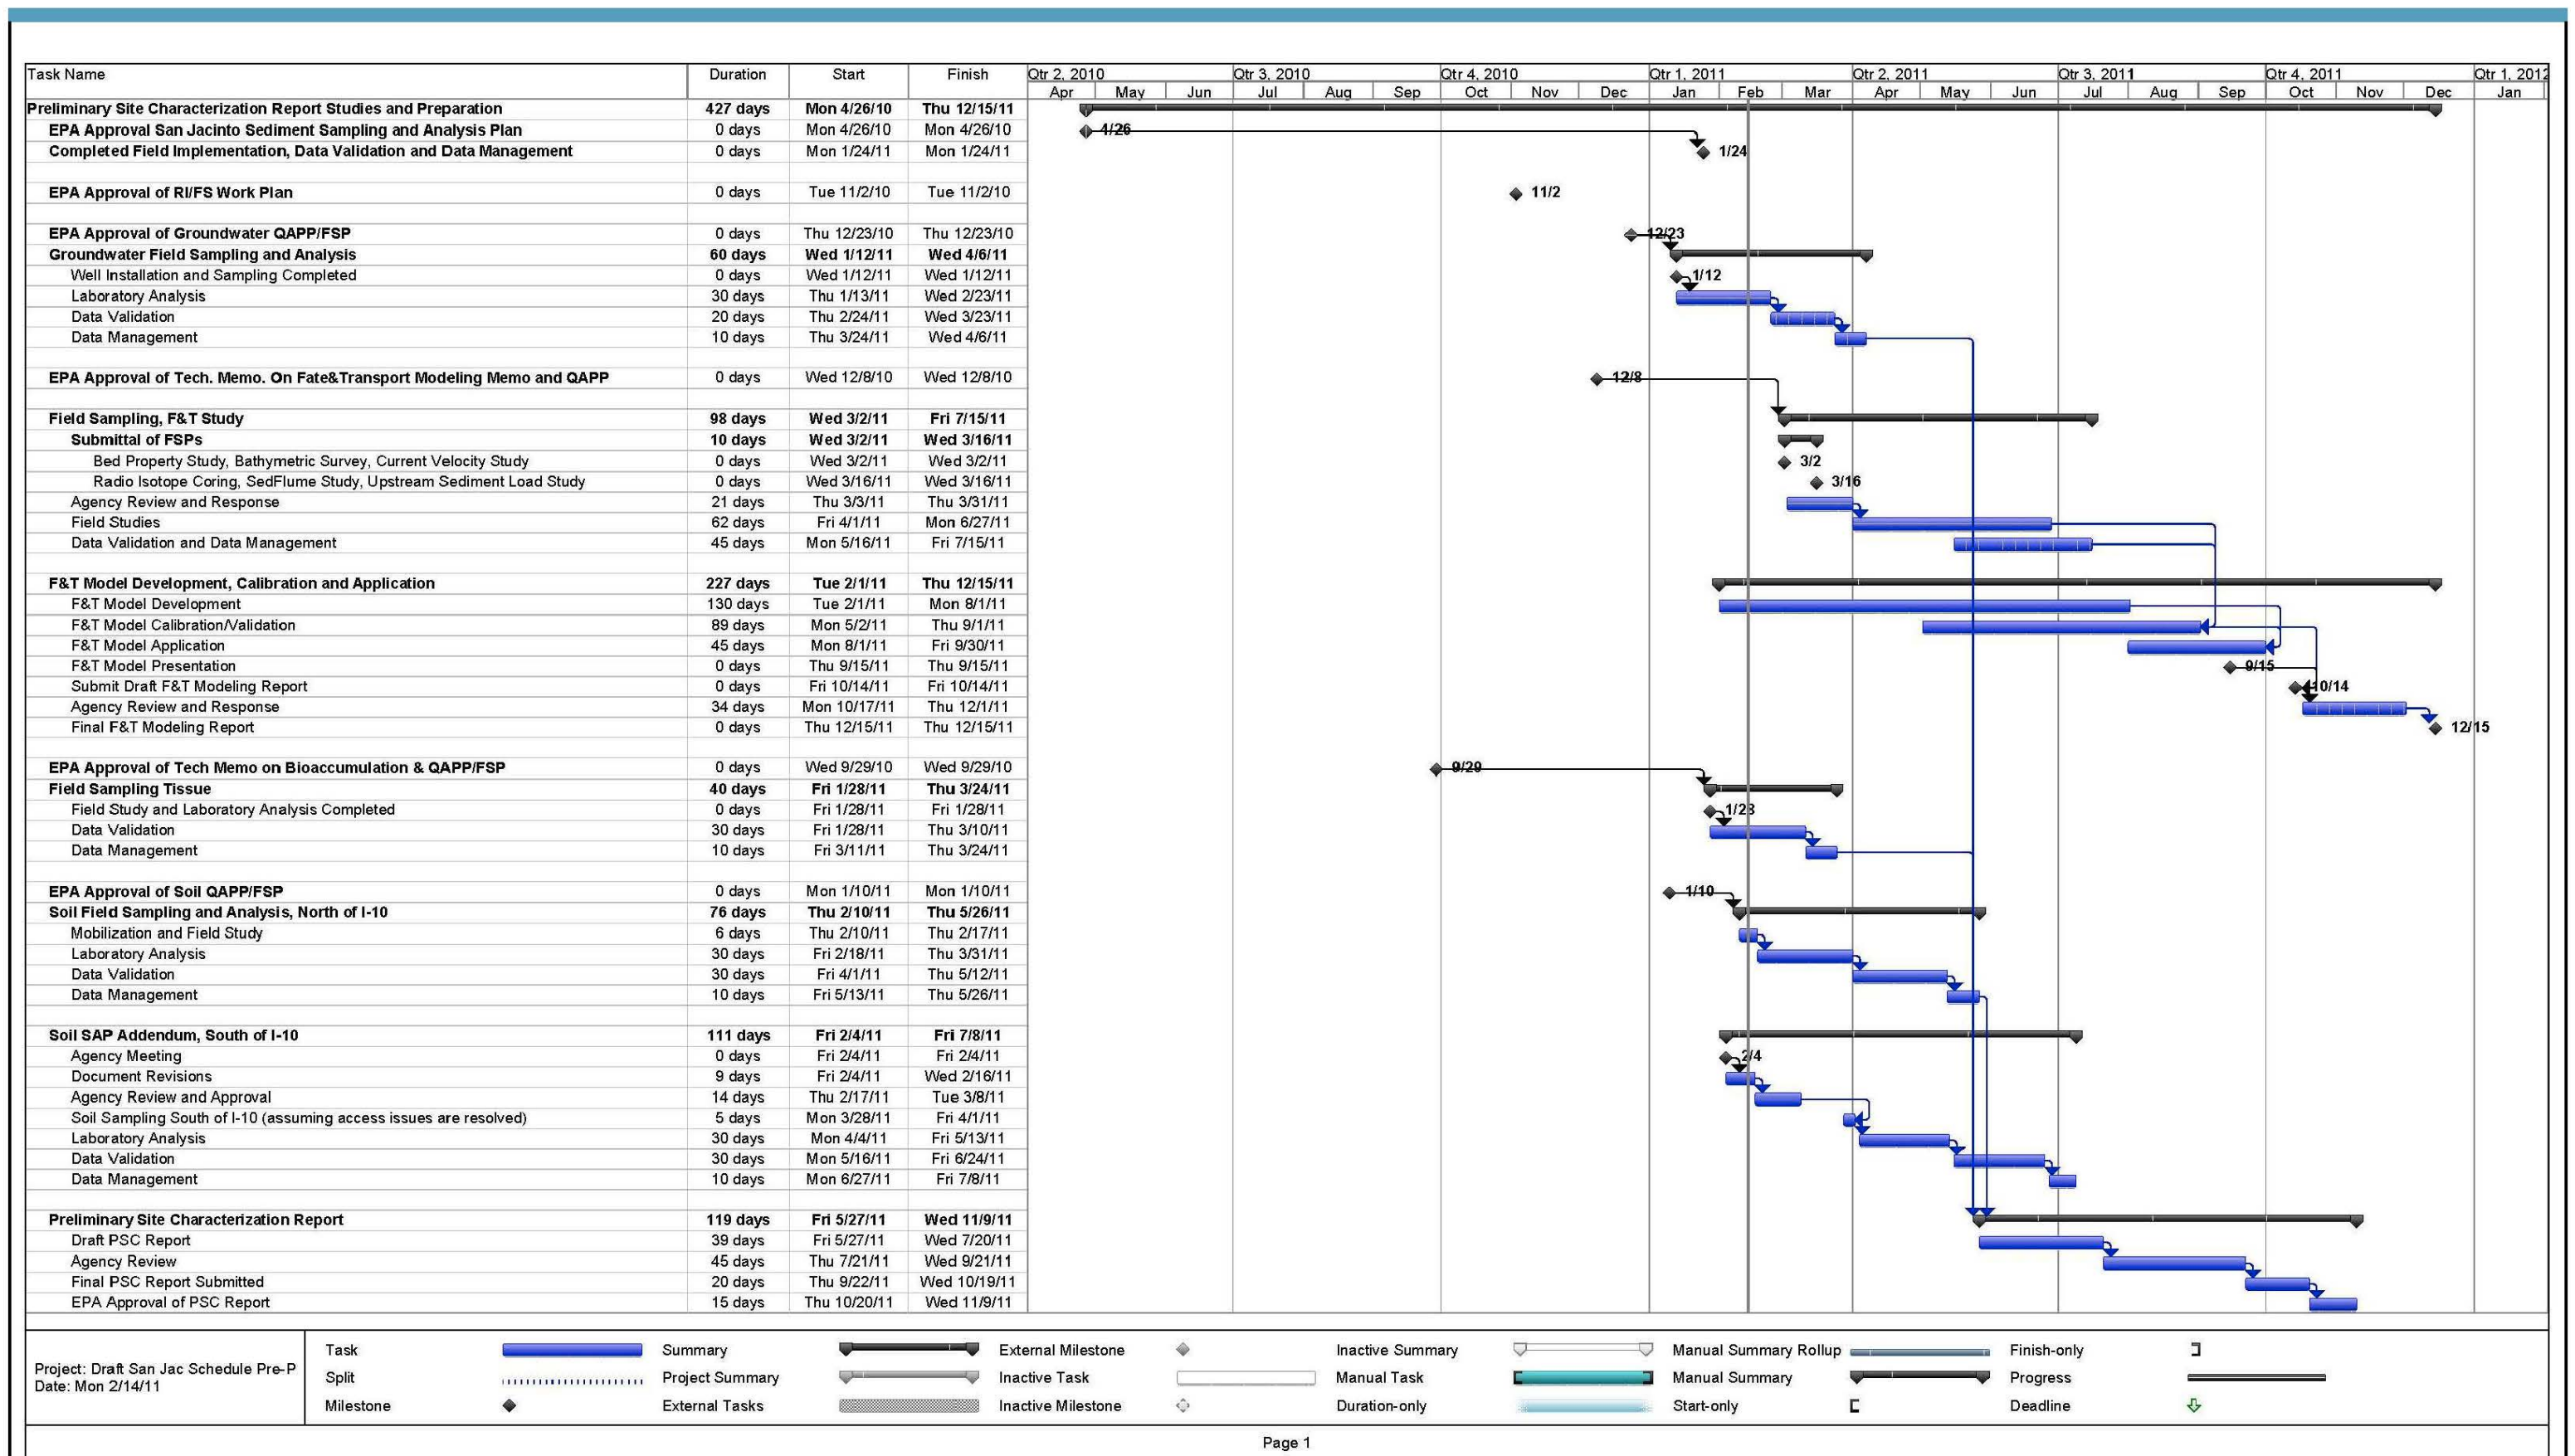 Task Name Duration Start Finish Qtr 2, 2010 Qtr 3, 2010 Qtr 4, 2010 Qtr 1, 2011 Qtr 2, 2011 Qtr 3, 2011 Qtr 4, 2011 Qtr 1, 2012
Apr May Jun Jul Aug Sep Oct Nov Dec Jan Feb Mar Apr May Jun Jul Aug Sep Oct Nov Dec Jan
Preliminary Site Characterization Report Studies and Preparation 427 days Mon 4/26/10 Thu 12/15/11
EPA Approval San Jacinto Sediment Sampling and Analysis Plan 0 days Mon 4/26/10 Mon 4/26/10 4/26
Completed Field Implementation, Data Validation and Data Management 0 days Mon 1/24/11 Mon 1/24/11 1/24
EPA Approval of RI/FS Work Plan 0 days Tue 11/2/10 Tue 11/2/10 11/2
EPA Approval of Groundwater QAPP/FSP 0 days Thu 12/23/10 Thu 12/23/10 12/23
Groundwater Field Sampling and Analysis 60 days Wed 1/12/11 Wed 4/6/11
Well Installation and Sampling Completed 0 days Wed 1/12/11 Wed 1/12/11 1/12
Laboratory Analysis 30 days Thu 1/13/11 Wed 2/23/11
Data Validation 20 days Thu 2/24/11 Wed 3/23/11
Data Management 10 days Thu 3/24/11 Wed 4/6/11
EPA Approval of Tech. Memo. On Fate&Transport Modeling Memo and QAPP 0 days Wed 12/8/10 Wed 12/8/10 12/8
Field Sampling, F&T Study 98 days Wed 3/2/11 Fri 7/15/11
Submittal of FSPs 10 days Wed 3/2/11 Wed 3/16/11
Bed Property Study, Bathymetric Survey, Current Velocity Study 0 days Wed 3/2/11 Wed 3/2/11 3/2
Radio Isotope Coring, SedFlume Study, Upstream Sediment Load Study 0 days Wed 3/16/11 Wed 3/16/11 3/16
Agency Review and Response 21 days Thu 3/3/11 Thu 3/31/11
Field Studies 62 days Fri 4/1/11 Mon 6/27/11
Data Validation and Data Management 45 days Mon 5/16/11 Fri 7/15/11
F&T Model Development, Calibration and Application 227 days Tue 2/1/11 Thu 12/15/11
F&T Model Development 130 days Tue 2/1/11 Mon 8/1/11
F&T Model Calibration/Validation 89 days Mon 5/2/11 Thu 9/1/11
F&T Model Application 45 days Mon 8/1/11 Fri 9/30/11
F&T Model Presentation 0 days Thu 9/15/11 Thu 9/15/11 9/15
Submit Draft F&T Modeling Report 0 days Fri 10/14/11 Fri 10/14/11 10/14
Agency Review and Response 34 days Mon 10/17/11 Thu 12/1/11
Final F&T Modeling Report 0 days Thu 12/15/11 Thu 12/15/11 12/15
EPA Approval of Tech Memo on Bioaccumulation & QAPP/FSP 0 days Wed 9/29/10 Wed 9/29/10 9/29
Field Sampling Tissue 40 days Fri 1/28/11 Thu 3/24/11
Field Study and Laboratory Analysis Completed 0 days Fri 1/28/11 Fri 1/28/11 1/28
Data Validation 30 days Fri 1/28/11 Thu 3/10/11
Data Management 10 days Fri 3/11/11 Thu 3/24/11
EPA Approval of Soil QAPP/FSP 0 days Mon 1/10/11 Mon 1/10/11 1/10
Soil Field Sampling and Analysis, North of I-10 76 days Thu 2/10/11 Thu 5/26/11
Mobilization and Field Study 6 days Thu 2/10/11 Thu 2/17/11
Laboratory Analysis 30 days Fri 2/18/11 Thu 3/31/11
Data Validation 30 days Fri 4/1/11 Thu 5/12/11
Data Management 10 days Fri 5/13/11 Thu 5/26/11
Soil SAP Addendum, South of I-10 111 days Fri 2/4/11 Fri 7/8/11
Agency Meeting 0 days Fri 2/4/11 Fri 2/4/11 2/4
Document Revisions 9 days Fri 2/4/11 Wed 2/16/11
Agency Review and Approval 14 days Thu 2/17/11 Tue 3/8/11
Soil Sampling South of I-10 (assuming access issues are resolved) 5 days Mon 3/28/11 Fri 4/1/11
Laboratory Analysis 30 days Mon 4/4/11 Fri 5/13/11
Data Validation 30 days Mon 5/16/11 Fri 6/24/11
Data Management 10 days Mon 6/27/11 Fri 7/8/11
Preliminary Site Characterization Report 119 days Fri 5/27/11 Wed 11/9/11
Draft PSC Report 39 days Fri 5/27/11 Wed 7/20/11
Agency Review 45 days Thu 7/21/11 Wed 9/21/11
Final PSC Report Submitted 20 days Thu 9/22/11 Wed 10/19/11
EPA Approval of PSC Report 15 days Thu 10/20/11 Wed 11/9/11
Project: Draft San Jac Schedule Pre-P
Date: Mon 2/14/11
Task Summary External Milestone Inactive Summary Manual Summary Rollup Finish-only
Split Project Summary Inactive Task Manual Task Manual Summary Progress
Milestone External Tasks Inactive Milestone Duration-only Start-only Deadline
Page 1